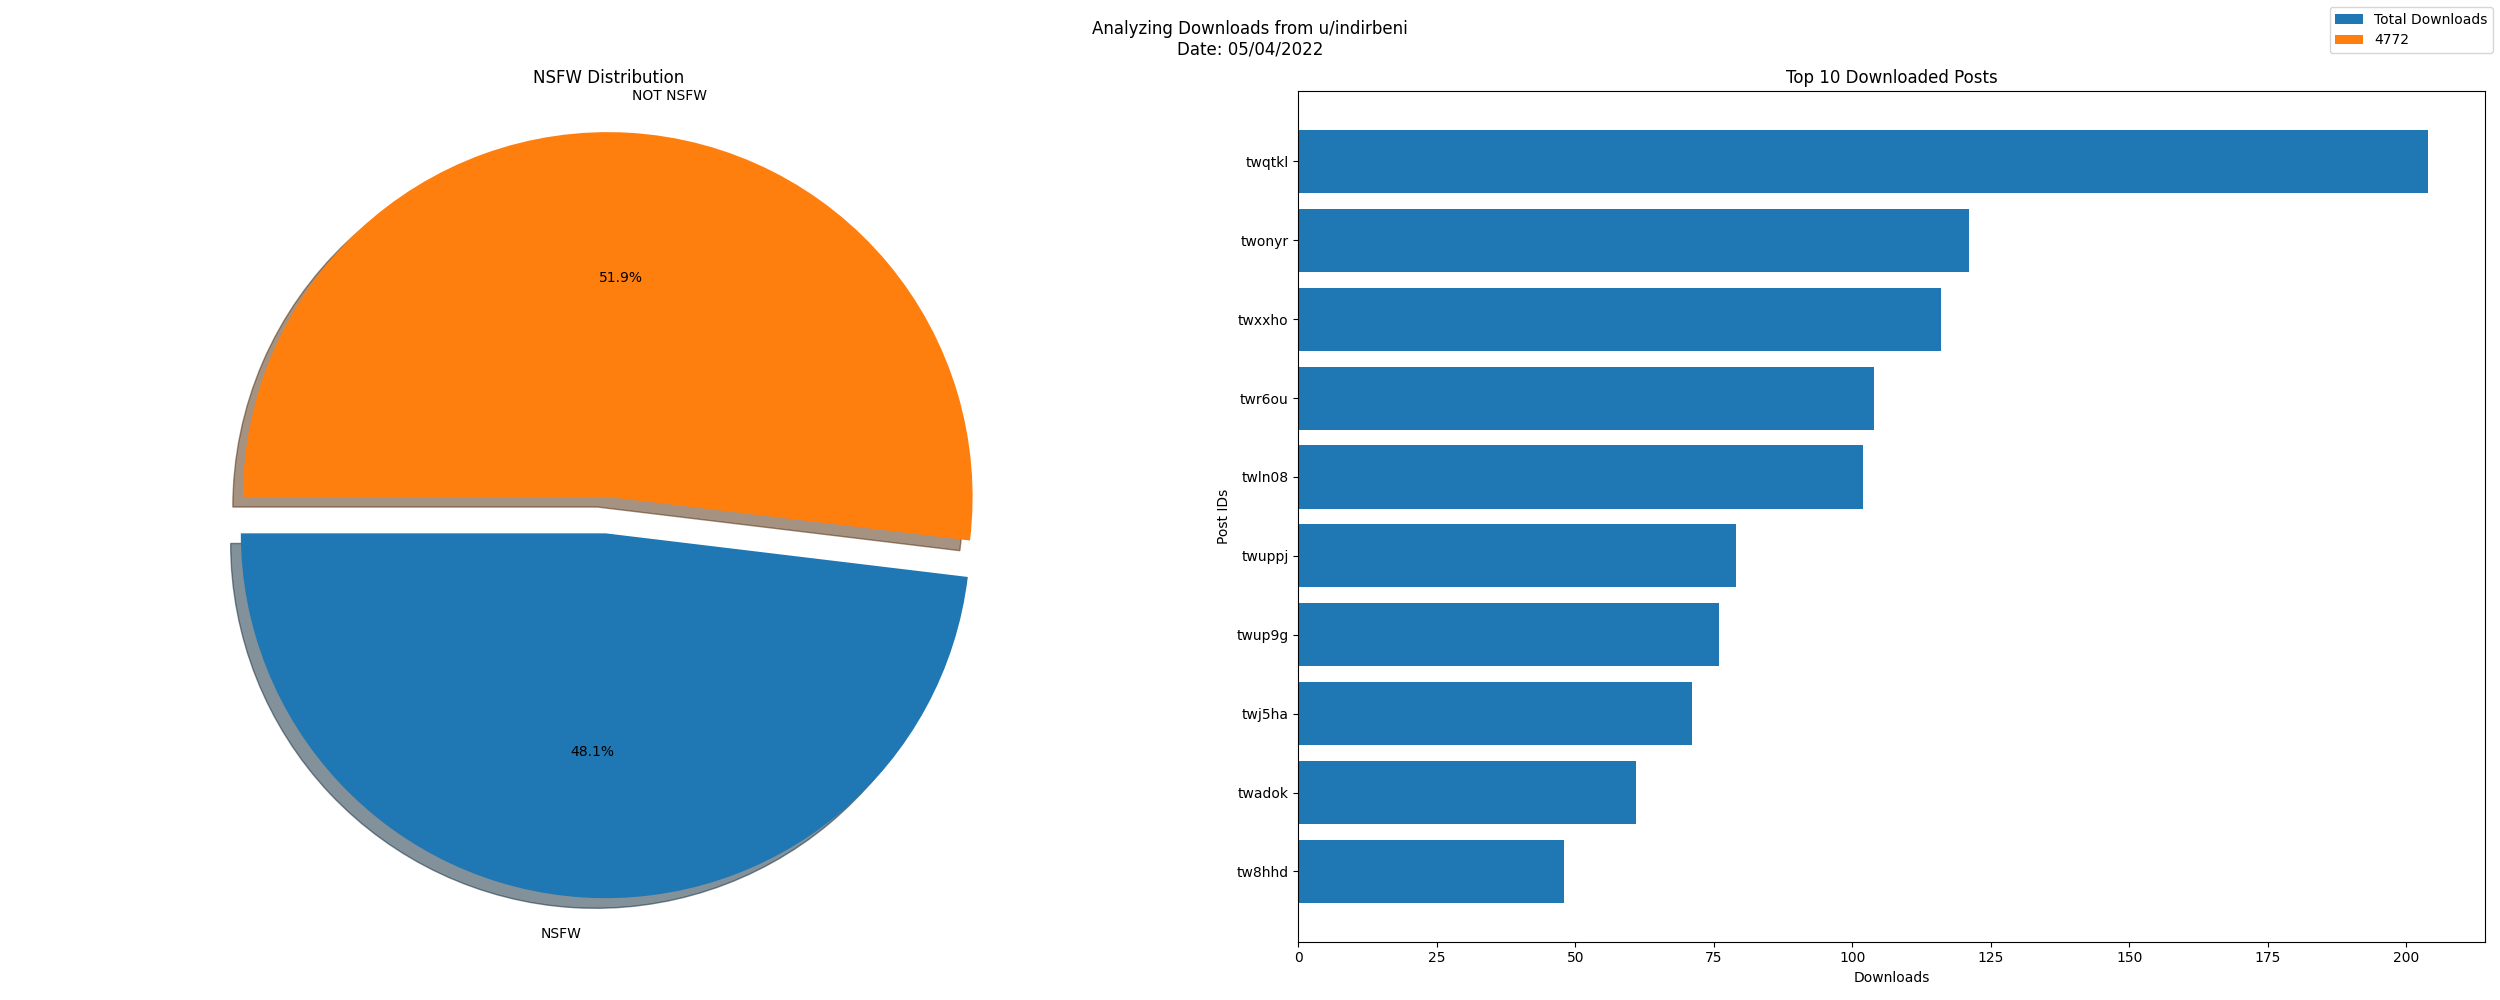 Analyzing Downloads from u/indirbeni
Date: 05/04/2022
Total Downloads
4772
NSFW Distribution
NOT NSFW
51.9%
48.1%
NSFW
Top 10 Downloaded Posts
Post IDs
twqtkl
twonyr
twxxho
twr6ou
twln08
twuppj
twup9g
twj5ha
twadok
tw8hhd
0 25 50 75 100 125 150 175 200
Downloads